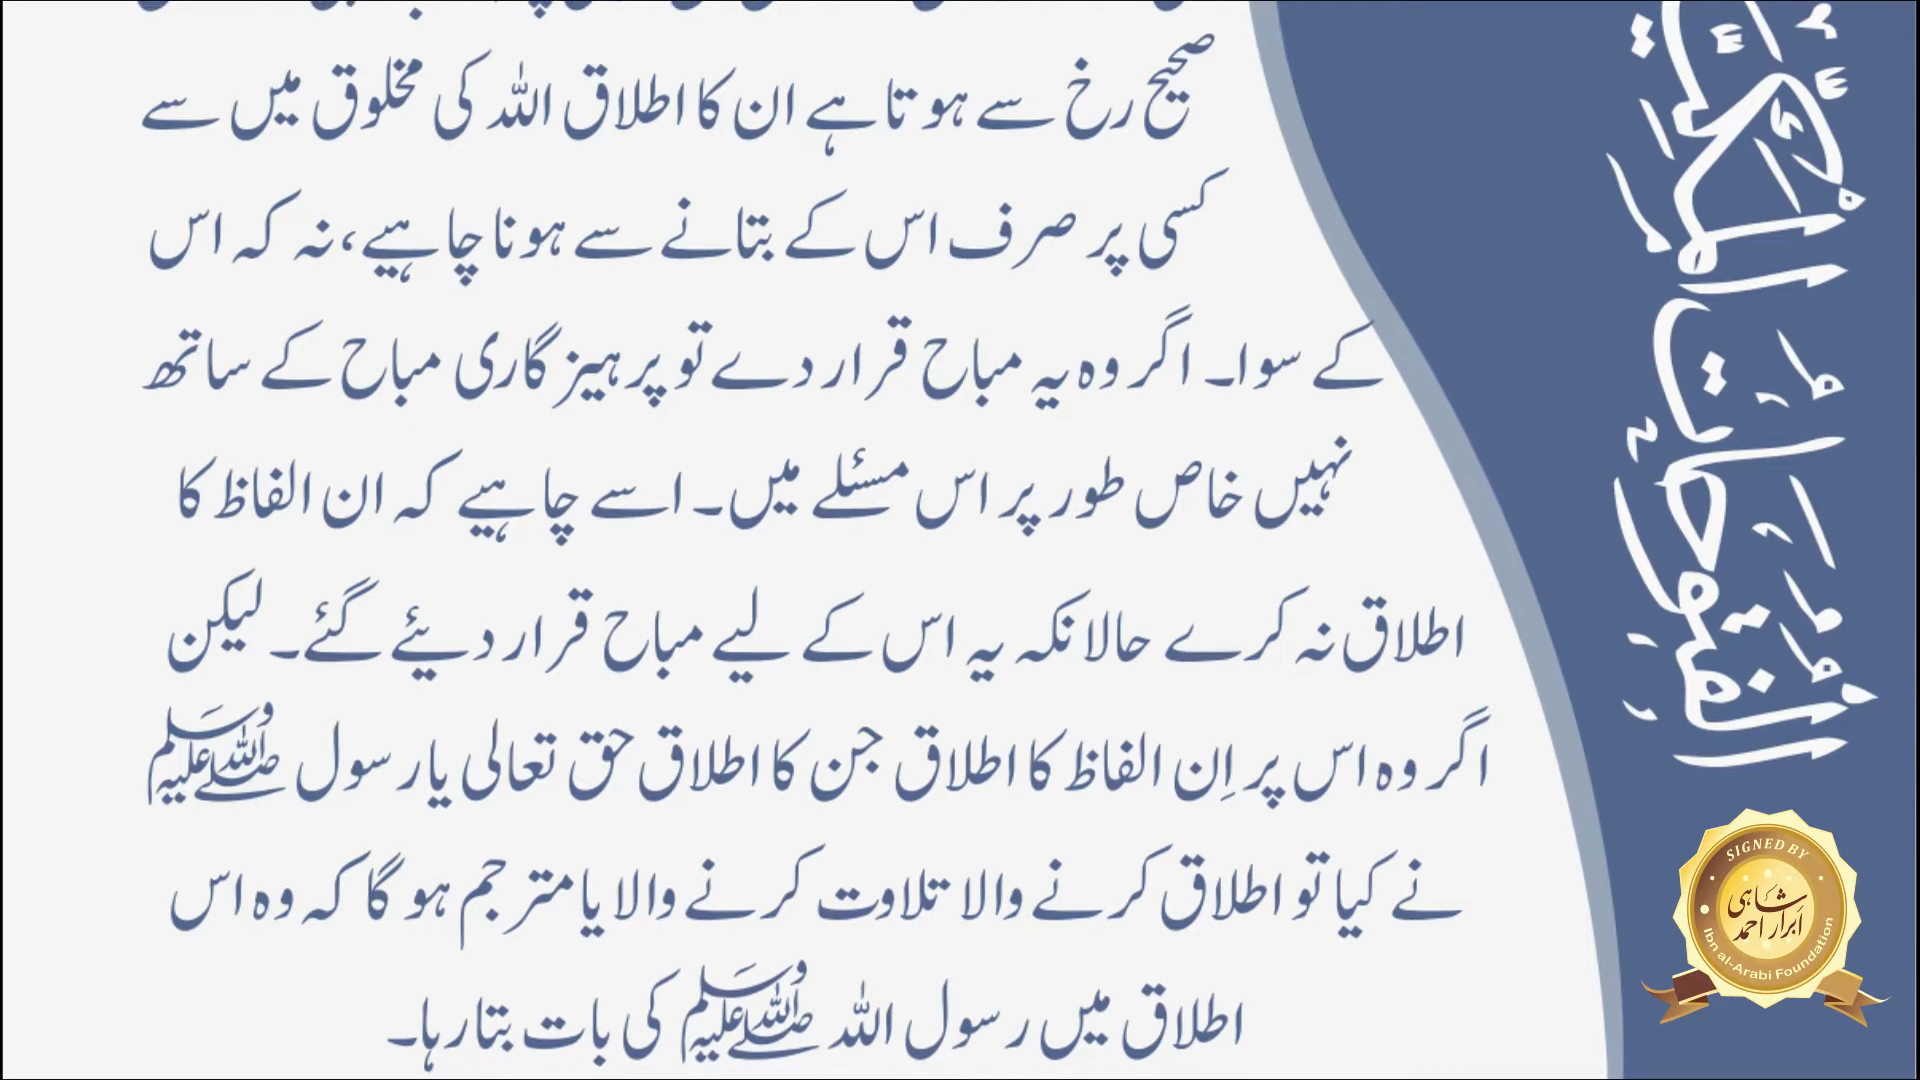 صحیح رخ سے ہوتا ہے ان کا اطلاق اللہ کی مخلوق میں سے
کسی پر صرف اس کے بتانے سے ہونا چاہیے، نہ کہ اس
کے سوا۔ اگر وہ یہ مباح قرار دے تو پرہیز گاری مباح کے ساتھ
نہیں خاص طور پر اس مسئلے میں۔ اسے چاہیے کہ ان الفاظ کا
اطلاق نہ کرے حالانکہ یہ اس کے لیے مباح قرار دیئے گئے۔ لیکن
اگر وہ اس پر اِن الفاظ کا اطلاق جن کا اطلاق حق تعالی یا رسول ﷺ
نے کیا تو اطلاق کرنے والا تلاوت کرنے والا یا مترجم ہو گا کہ وہ اس
اطلاق میں رسول اللہ ﷺ کی بات بتا رہا۔
الفتوحات المكية
SIGNED BY
شاہی
ابرار احمد
Ibn al-Arabi Foundation